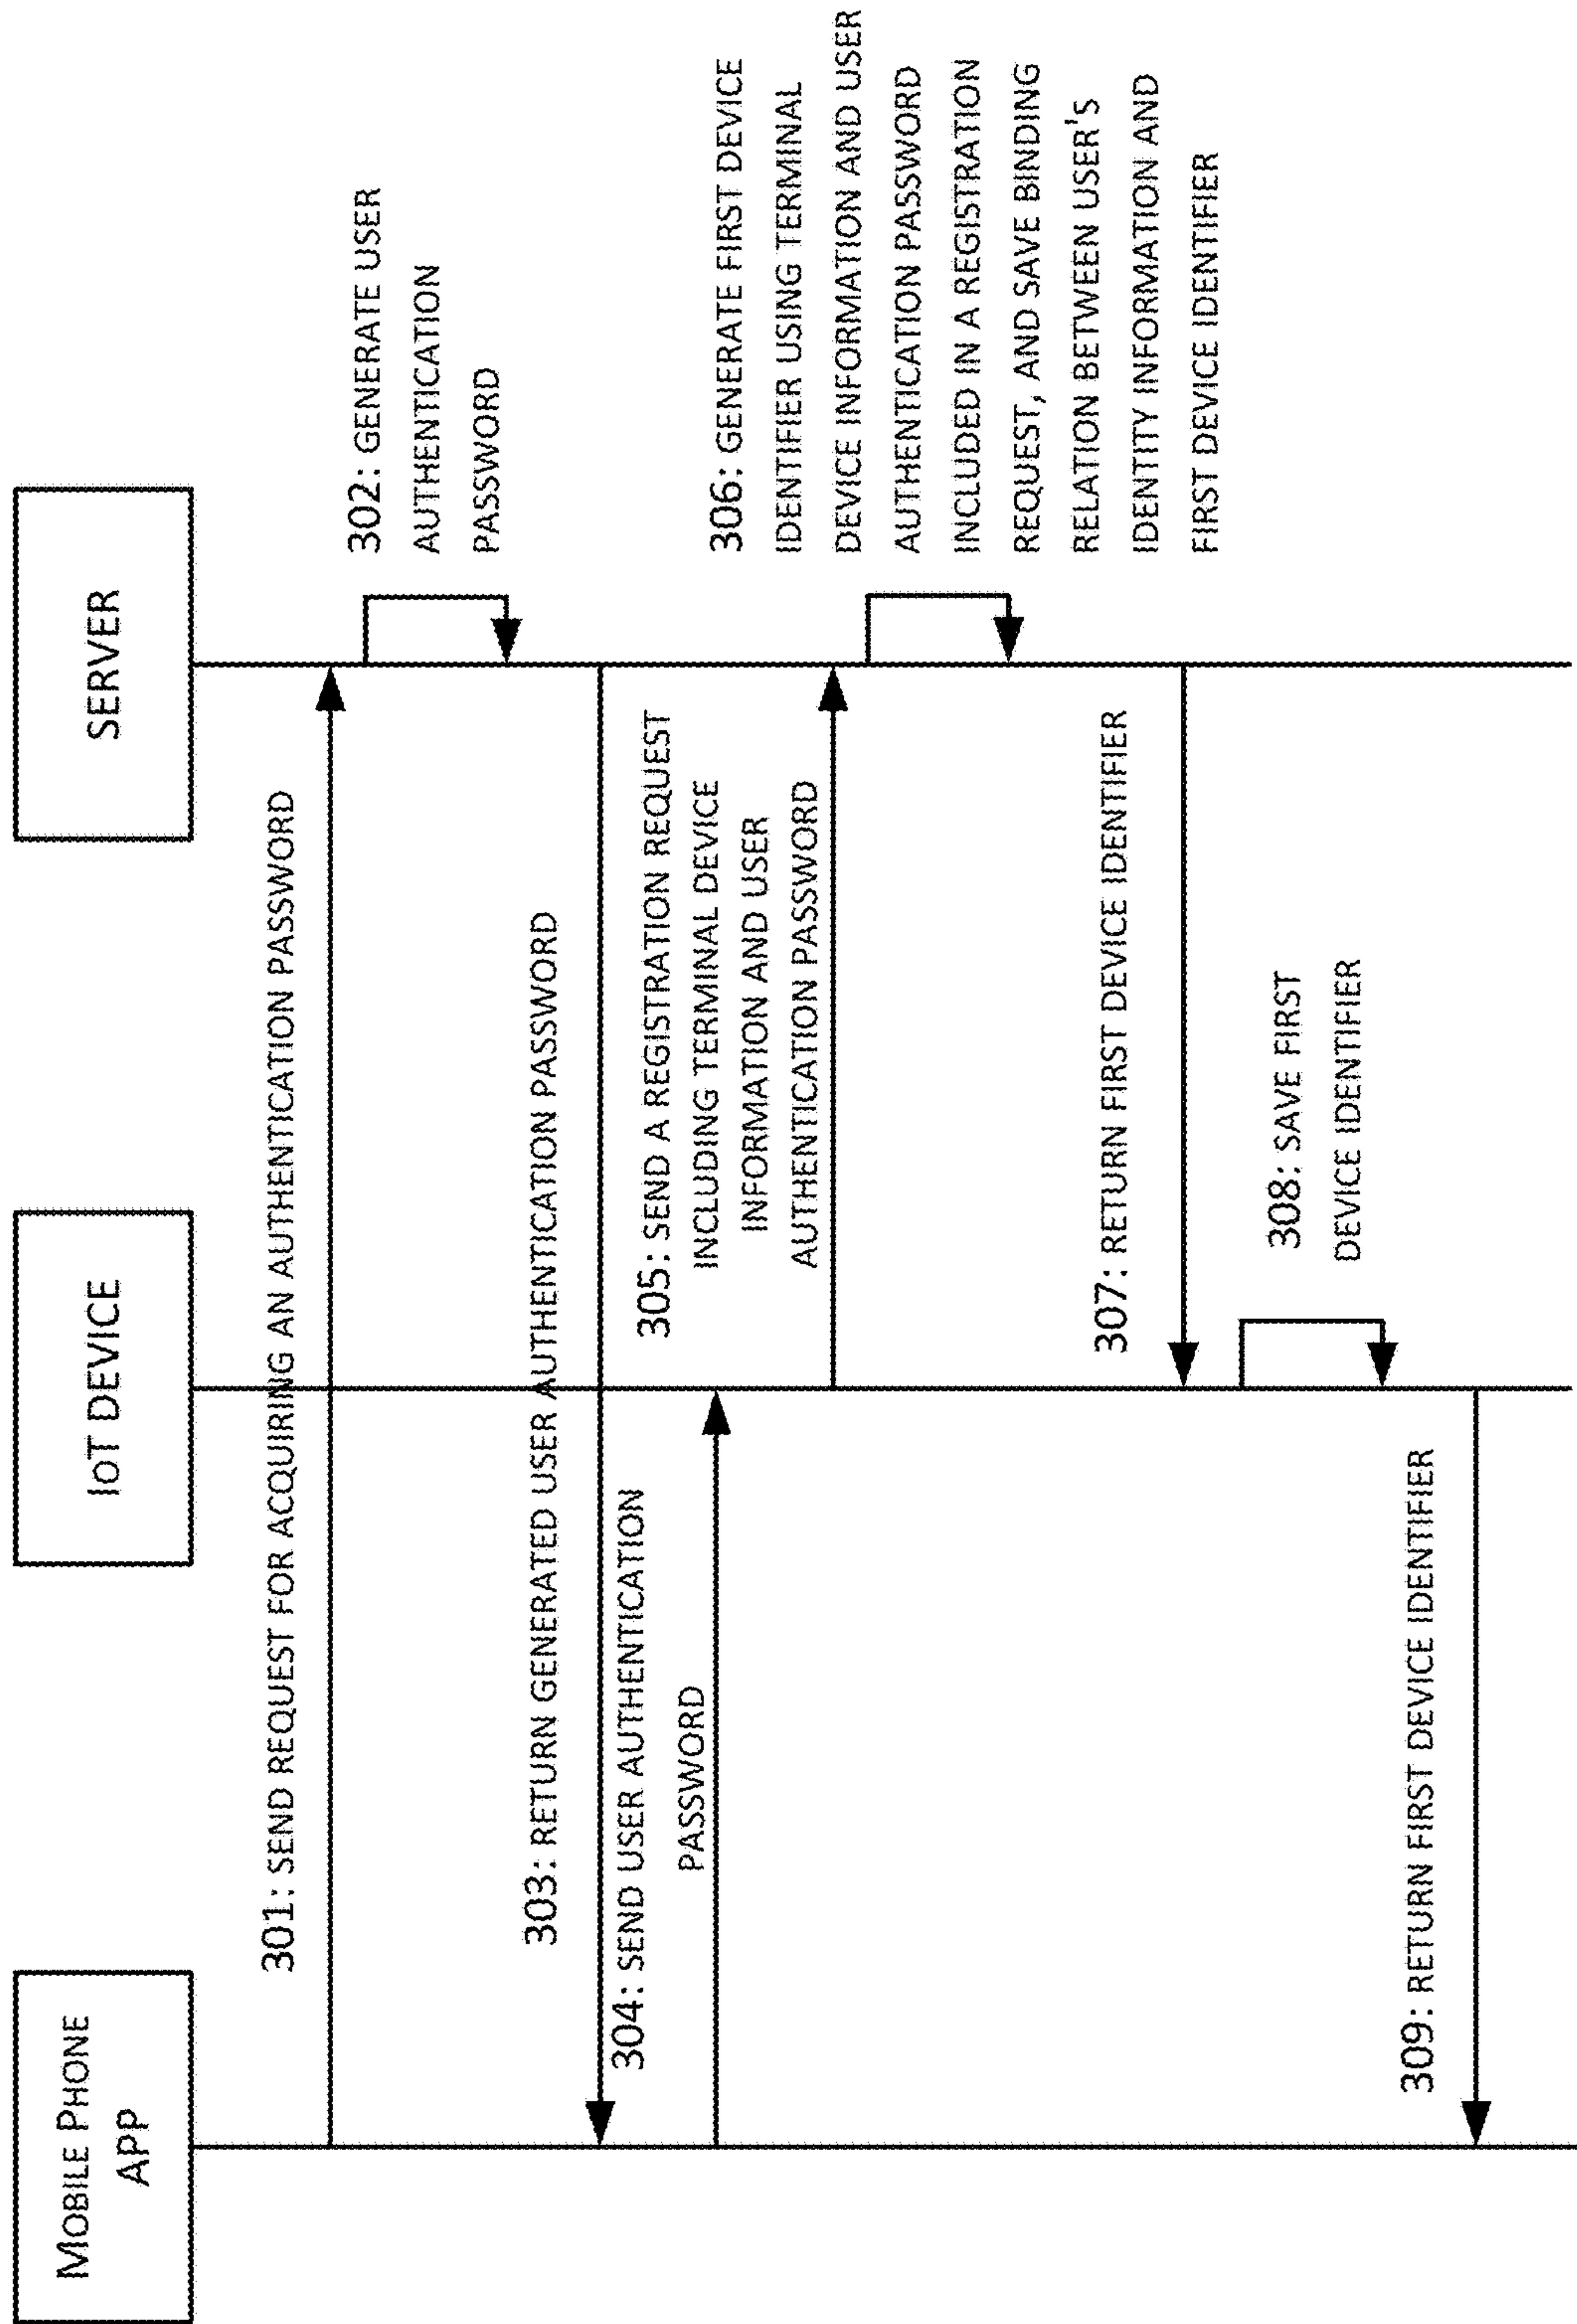 MOBILE PHONE
APP
IoT DEVICE
SERVER
301: SEND REQUEST FOR ACQUIRING AN AUTHENTICATION PASSWORD
302: GENERATE USER
AUTHENTICATION
PASSWORD
303: RETURN GENERATED USER AUTHENTICATION PASSWORD
304: SEND USER AUTHENTICATION
PASSWORD
305: SEND A REGISTRATION REQUEST
INCLUDING TERMINAL DEVICE
INFORMATION AND USER
AUTHENTICATION PASSWORD
306: GENERATE FIRST DEVICE
IDENTIFIER USING TERMINAL
DEVICE INFORMATION AND USER
AUTHENTICATION PASSWORD
INCLUDED IN A REGISTRATION
REQUEST, AND SAVE BINDING
RELATION BETWEEN USER'S
IDENTITY INFORMATION AND
FIRST DEVICE IDENTIFIER
307: RETURN FIRST DEVICE IDENTIFIER
308: SAVE FIRST
DEVICE IDENTIFIER
309: RETURN FIRST DEVICE IDENTIFIER